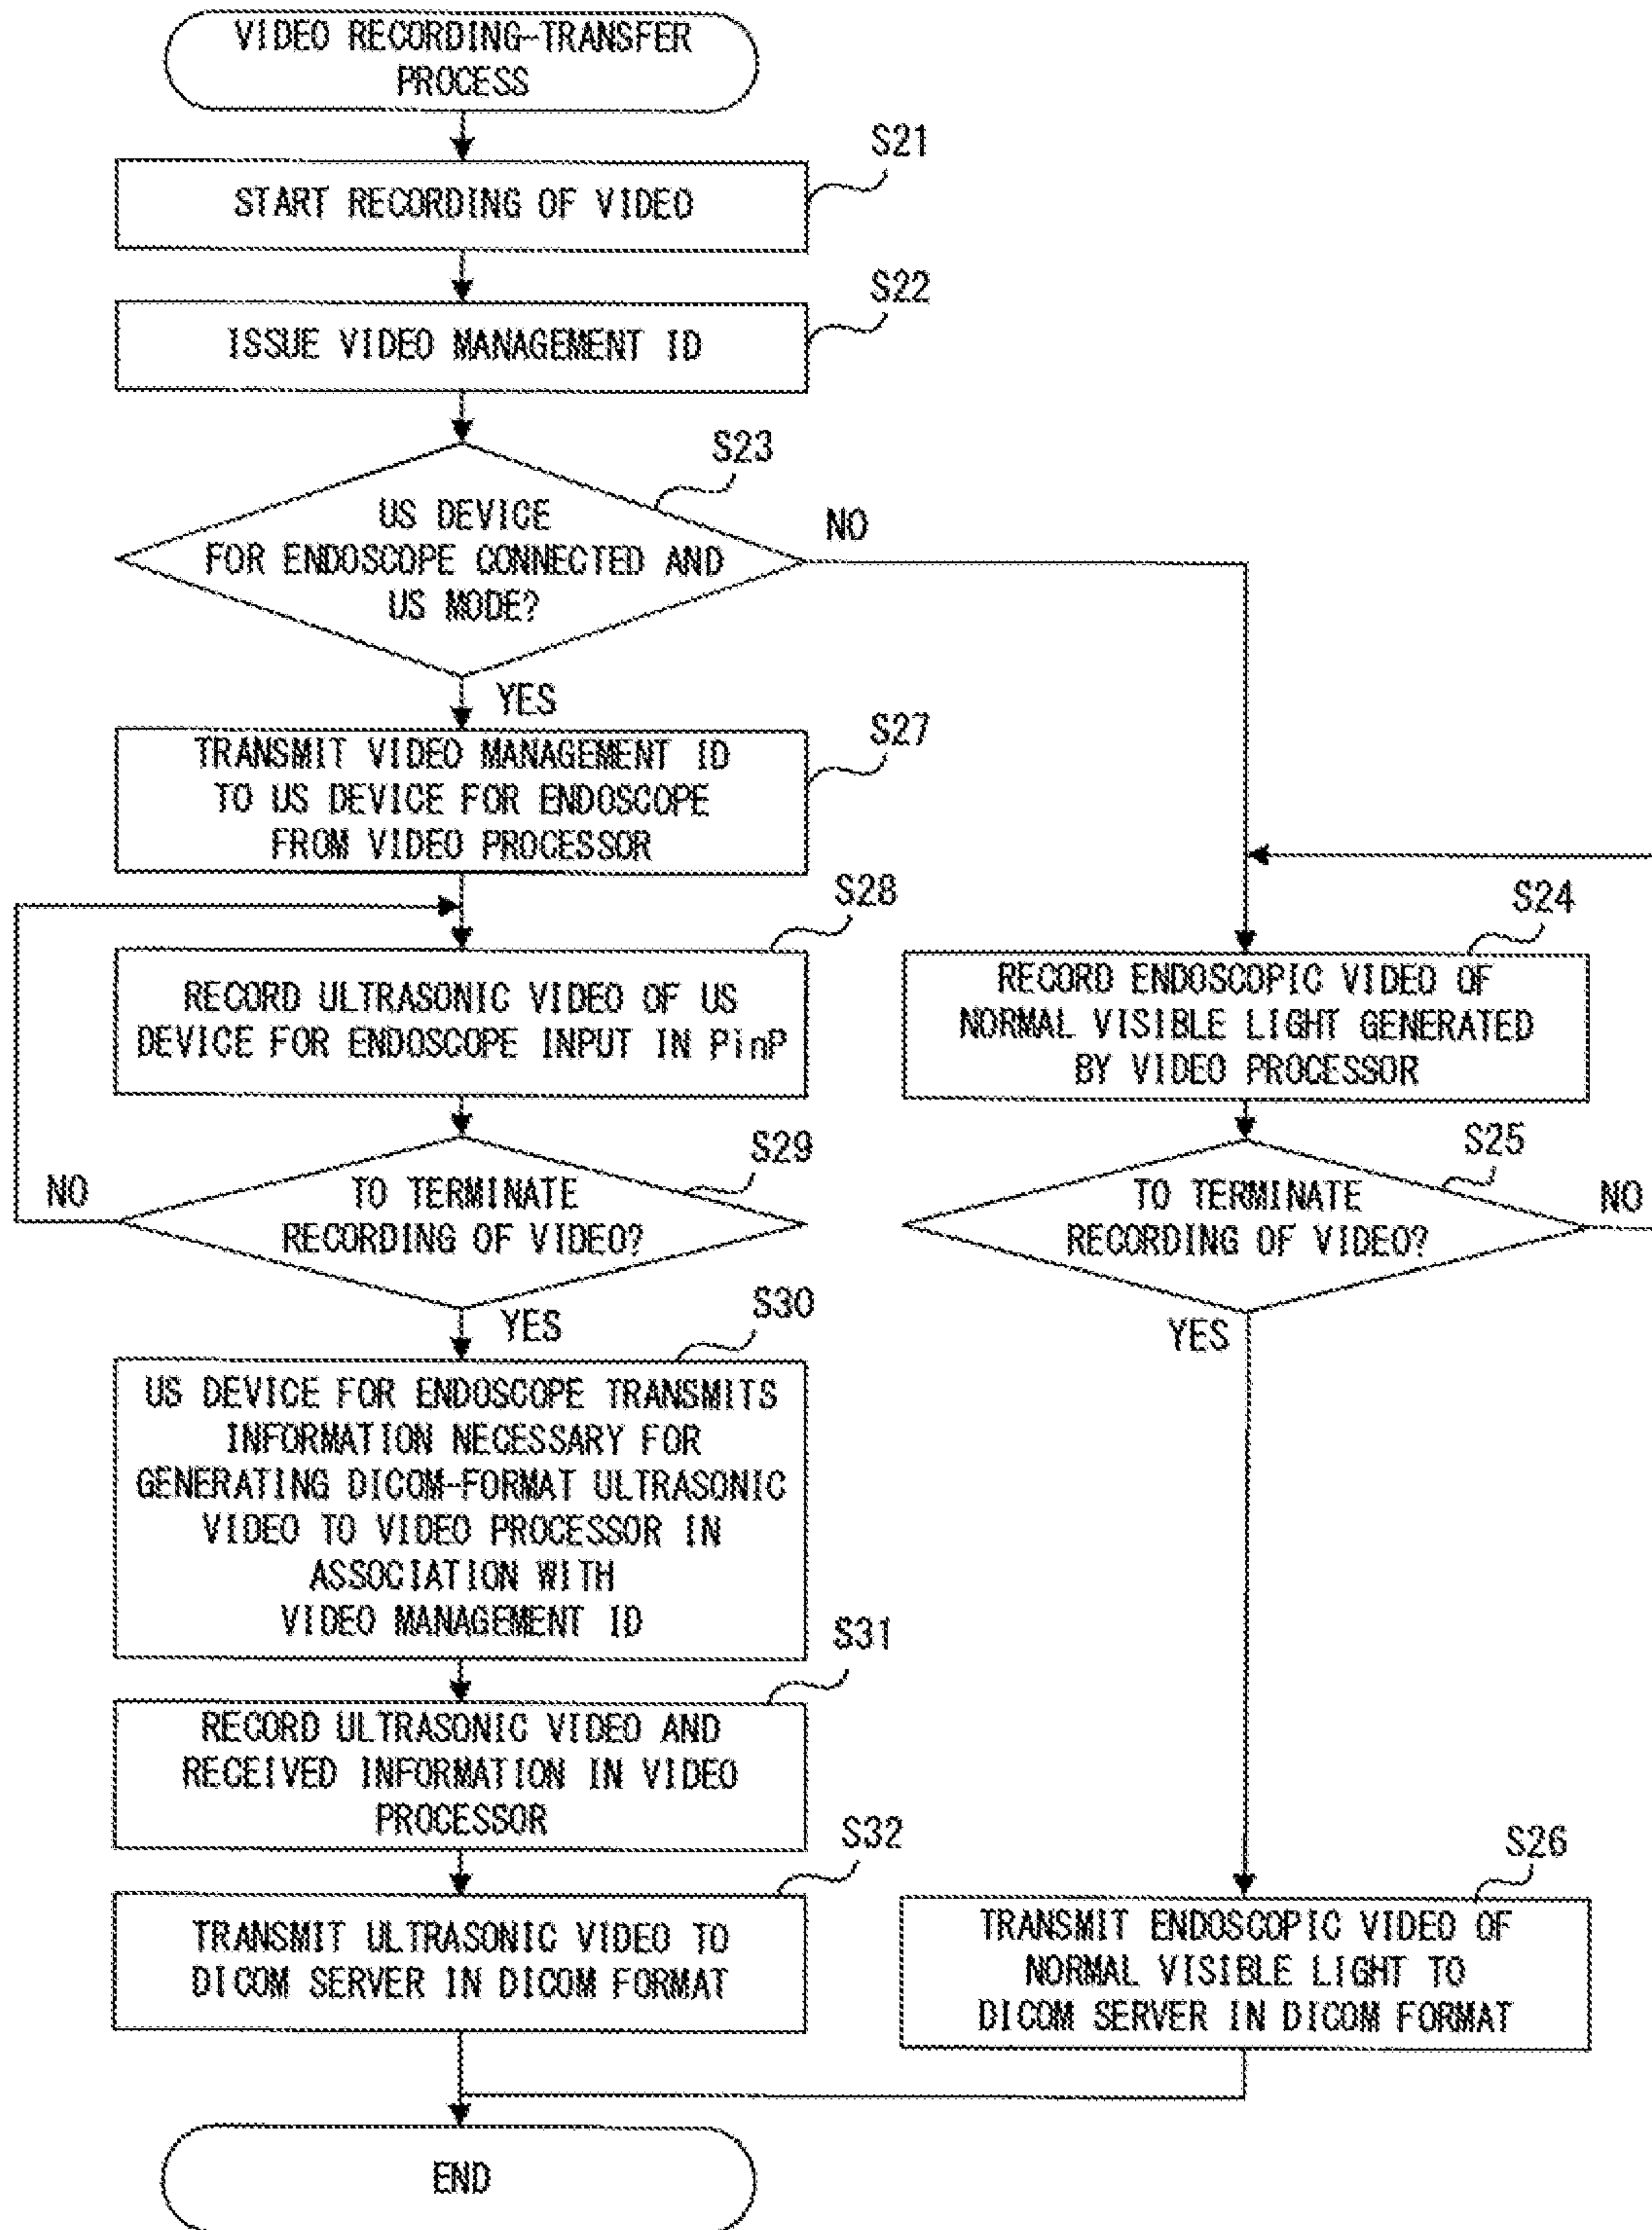 VIDEO RECORDING-TRANSFER
PROCESS
S21
START RECORDING OF VIDEO
S22
ISSUE VIDEO MANAGEMENT ID
S23
US DEVICE
FOR ENDOSCOPE CONNECTED AND
US MODE?
NO
YES
S27
TRANSMIT VIDEO MANAGEMENT ID
TO US DEVICE FOR ENDOSCOPE
FROM VIDEO PROCESSOR
S28
RECORD ULTRASONIC VIDEO OF US
DEVICE FOR ENDOSCOPE INPUT IN PinP
S29
TO TERMINATE
RECORDING OF VIDEO?
NO
YES
S30
US DEVICE FOR ENDOSCOPE TRANSMITS
INFORMATION NECESSARY FOR
GENERATING DICOM-FORMAT ULTRASONIC
VIDEO TO VIDEO PROCESSOR IN
ASSOCIATION WITH
VIDEO MANAGEMENT ID
S31
RECORD ULTRASONIC VIDEO AND
RECEIVED INFORMATION IN VIDEO
PROCESSOR
S32
TRANSMIT ULTRASONIC VIDEO TO
DICOM SERVER IN DICOM FORMAT
S24
RECORD ENDOSCOPIC VIDEO OF
NORMAL VISIBLE LIGHT GENERATED
BY VIDEO PROCESSOR
S25
TO TERMINATE
RECORDING OF VIDEO?
NO
YES
S26
TRANSMIT ENDOSCOPIC VIDEO OF
NORMAL VISIBLE LIGHT TO
DICOM SERVER IN DICOM FORMAT
END